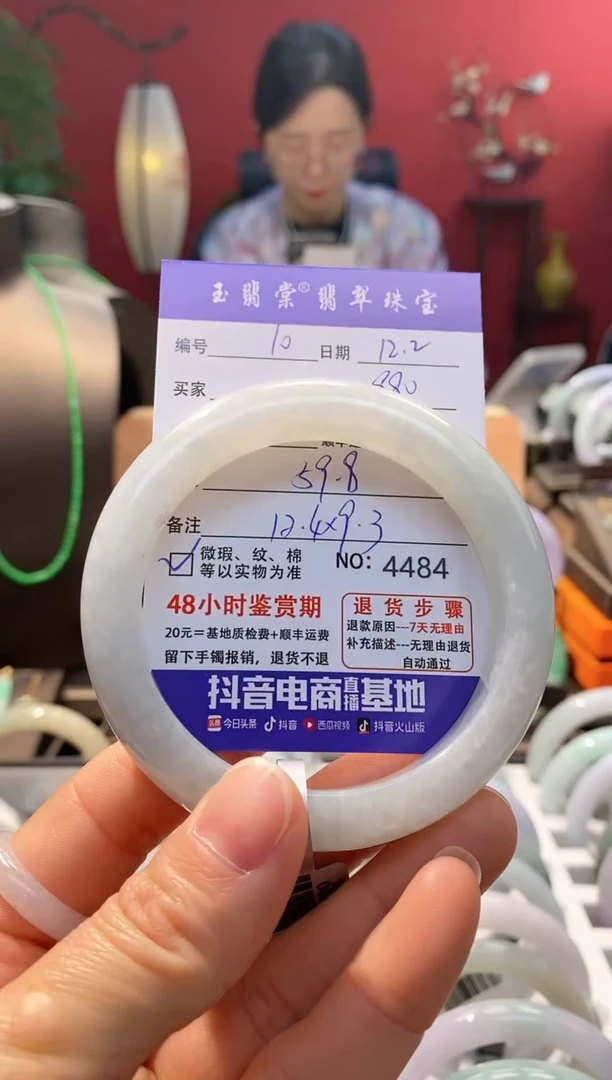 玉翡棠®翡翠珠宝
编号 10 日期 12.2
买家 880
59.8
备注 12.4x9.3
微瑕、纹、棉
等以实物为准
NO: 4484
48小时鉴赏期
20元=基地质检费+顺丰运费
留下手镯报销，退货不退
退货步骤
退款原因---7天无理由
补充描述---无理由退货
自动通过
抖音电商直播基地
头条 今日头条 抖音 西瓜视频 抖音火山版